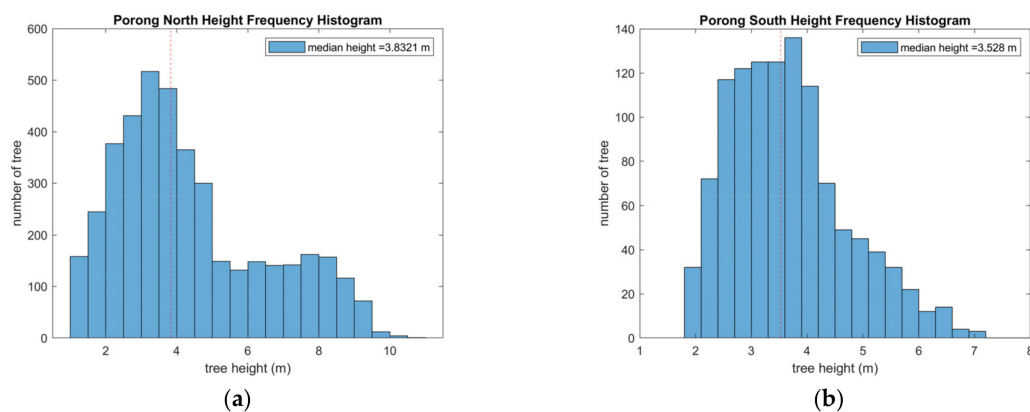 Porong North Height Frequency Histogram
600
500
400
300
200
100
0
number of tree
median height =3.8321 m
2 4 6 8 10
tree height (m)
(a)
Porong South Height Frequency Histogram
140
120
100
80
60
40
20
0
number of tree
median height =3.528 m
1 2 3 4 5 6 7 8
tree height (m)
(b)